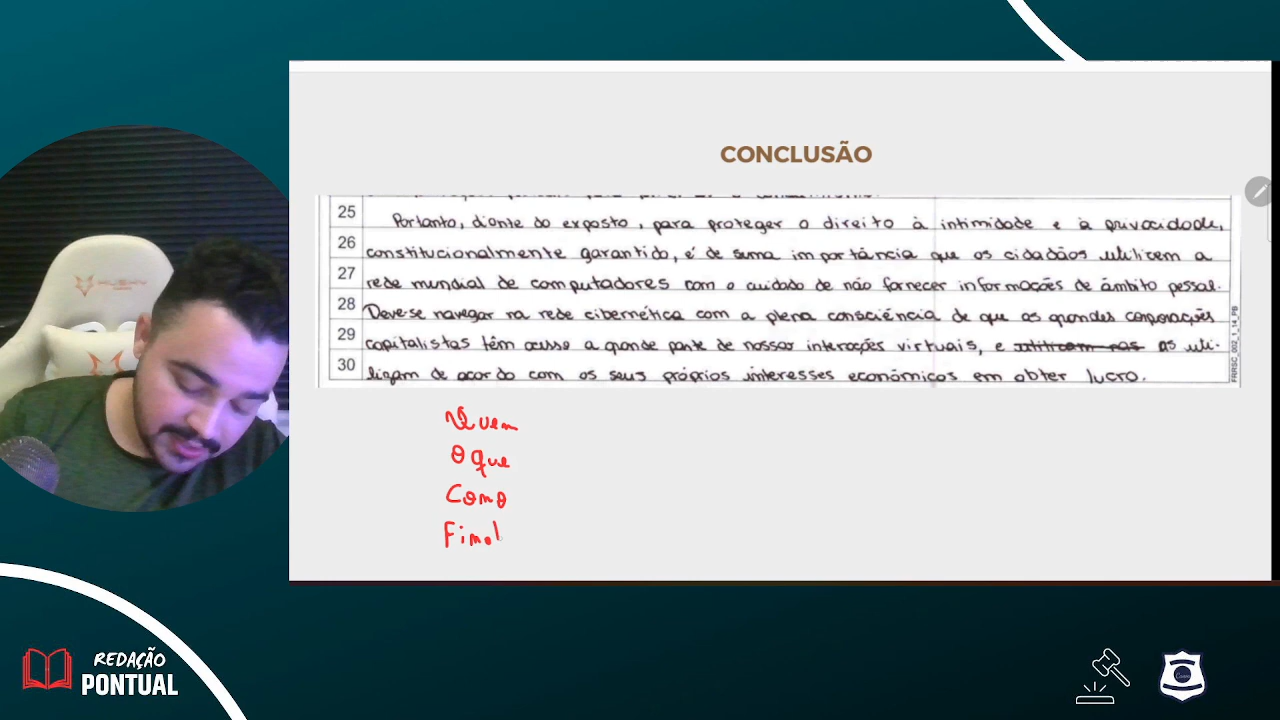 CONCLUSÃO
25 Portanto, diante do exposto, para proteger o direito à intimidade e à privacidade,
26 constitucionalmente garantido, é de suma importância que os cidadãos utilizem a
27 rede mundial de computadores com o cuidado de não fornecer informações de âmbito pessal.
28 Deve-se navegar na rede cibernética com a plena consciência de que as grandes corporações
29 capitalistas têm acesso a grande parte de nossas interações virtuais, e as uti-
30 lizam de acordo com os seus próprios interesses econômicos em obter lucro.
FRRSC_002_1_14_PB
Quem
O que
Como
Final
REDAÇÃO
PONTUAL